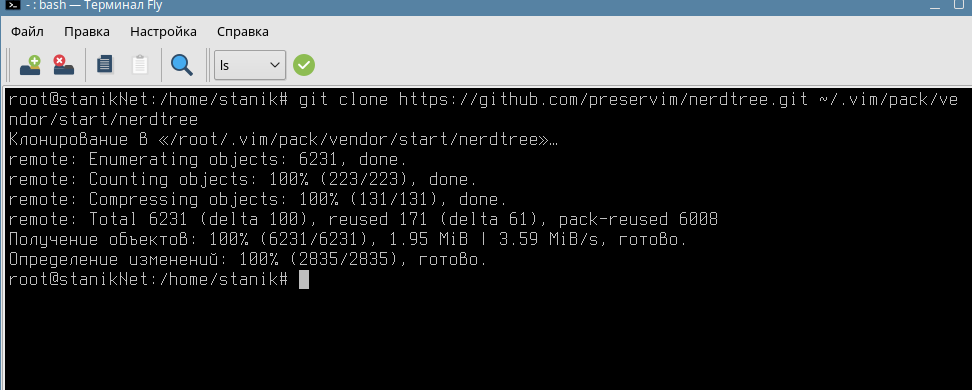 - : bash — Терминал Fly
Файл Правка Настройка Справка
ls
root@stanikNet:/home/stanik# git clone https://github.com/preservim/nerdtree.git ~/.vim/pack/ve
ndor/start/nerdtree
Клонирование в «/root/.vim/pack/vendor/start/nerdtree»…
remote: Enumerating objects: 6231, done.
remote: Counting objects: 100% (223/223), done.
remote: Compressing objects: 100% (131/131), done.
remote: Total 6231 (delta 100), reused 171 (delta 61), pack-reused 6008
Получение объектов: 100% (6231/6231), 1.95 MiB | 3.59 MiB/s, готово.
Определение изменений: 100% (2835/2835), готово.
root@stanikNet:/home/stanik#